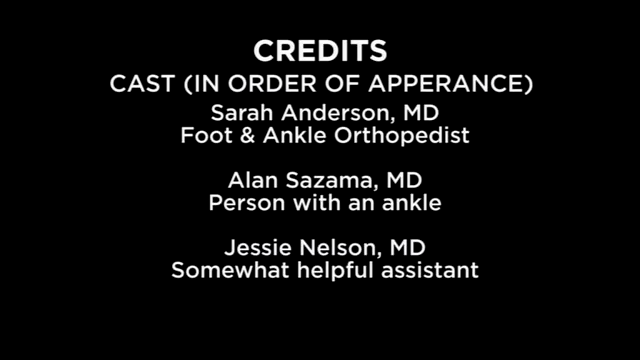 CREDITS
CAST (IN ORDER OF APPERANCE)
Sarah Anderson, MD
Foot & Ankle Orthopedist
Alan Sazama, MD
Person with an ankle
Jessie Nelson, MD
Somewhat helpful assistant